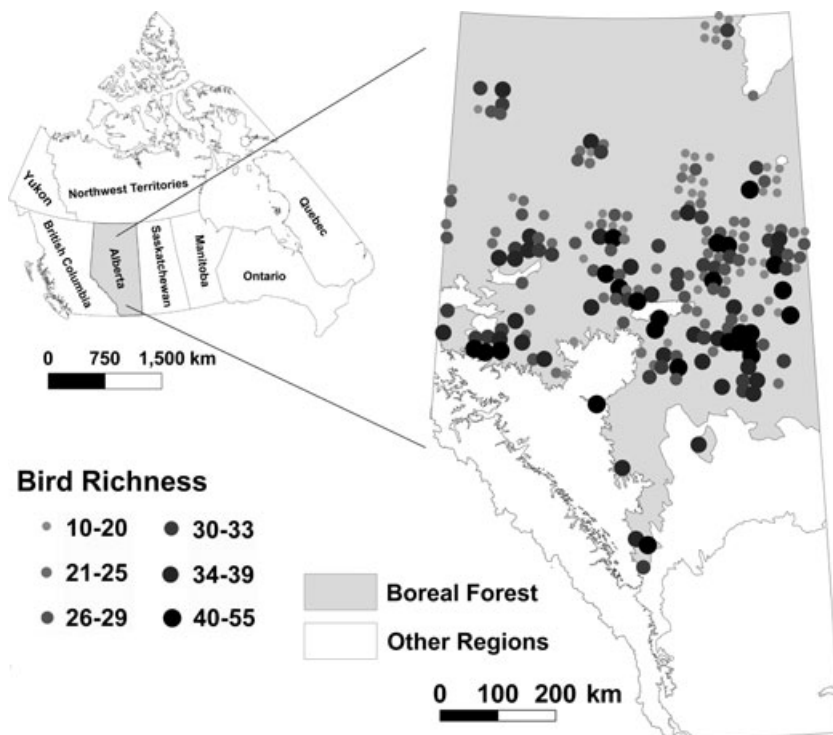 Yukon
Northwest Territories
British Columbia
Alberta
Saskatchewan
Manitoba
Ontario
Quebec
0 750 1,500 km
Bird Richness
10-20
21-25
26-29
30-33
34-39
40-55
Boreal Forest
Other Regions
0 100 200 km